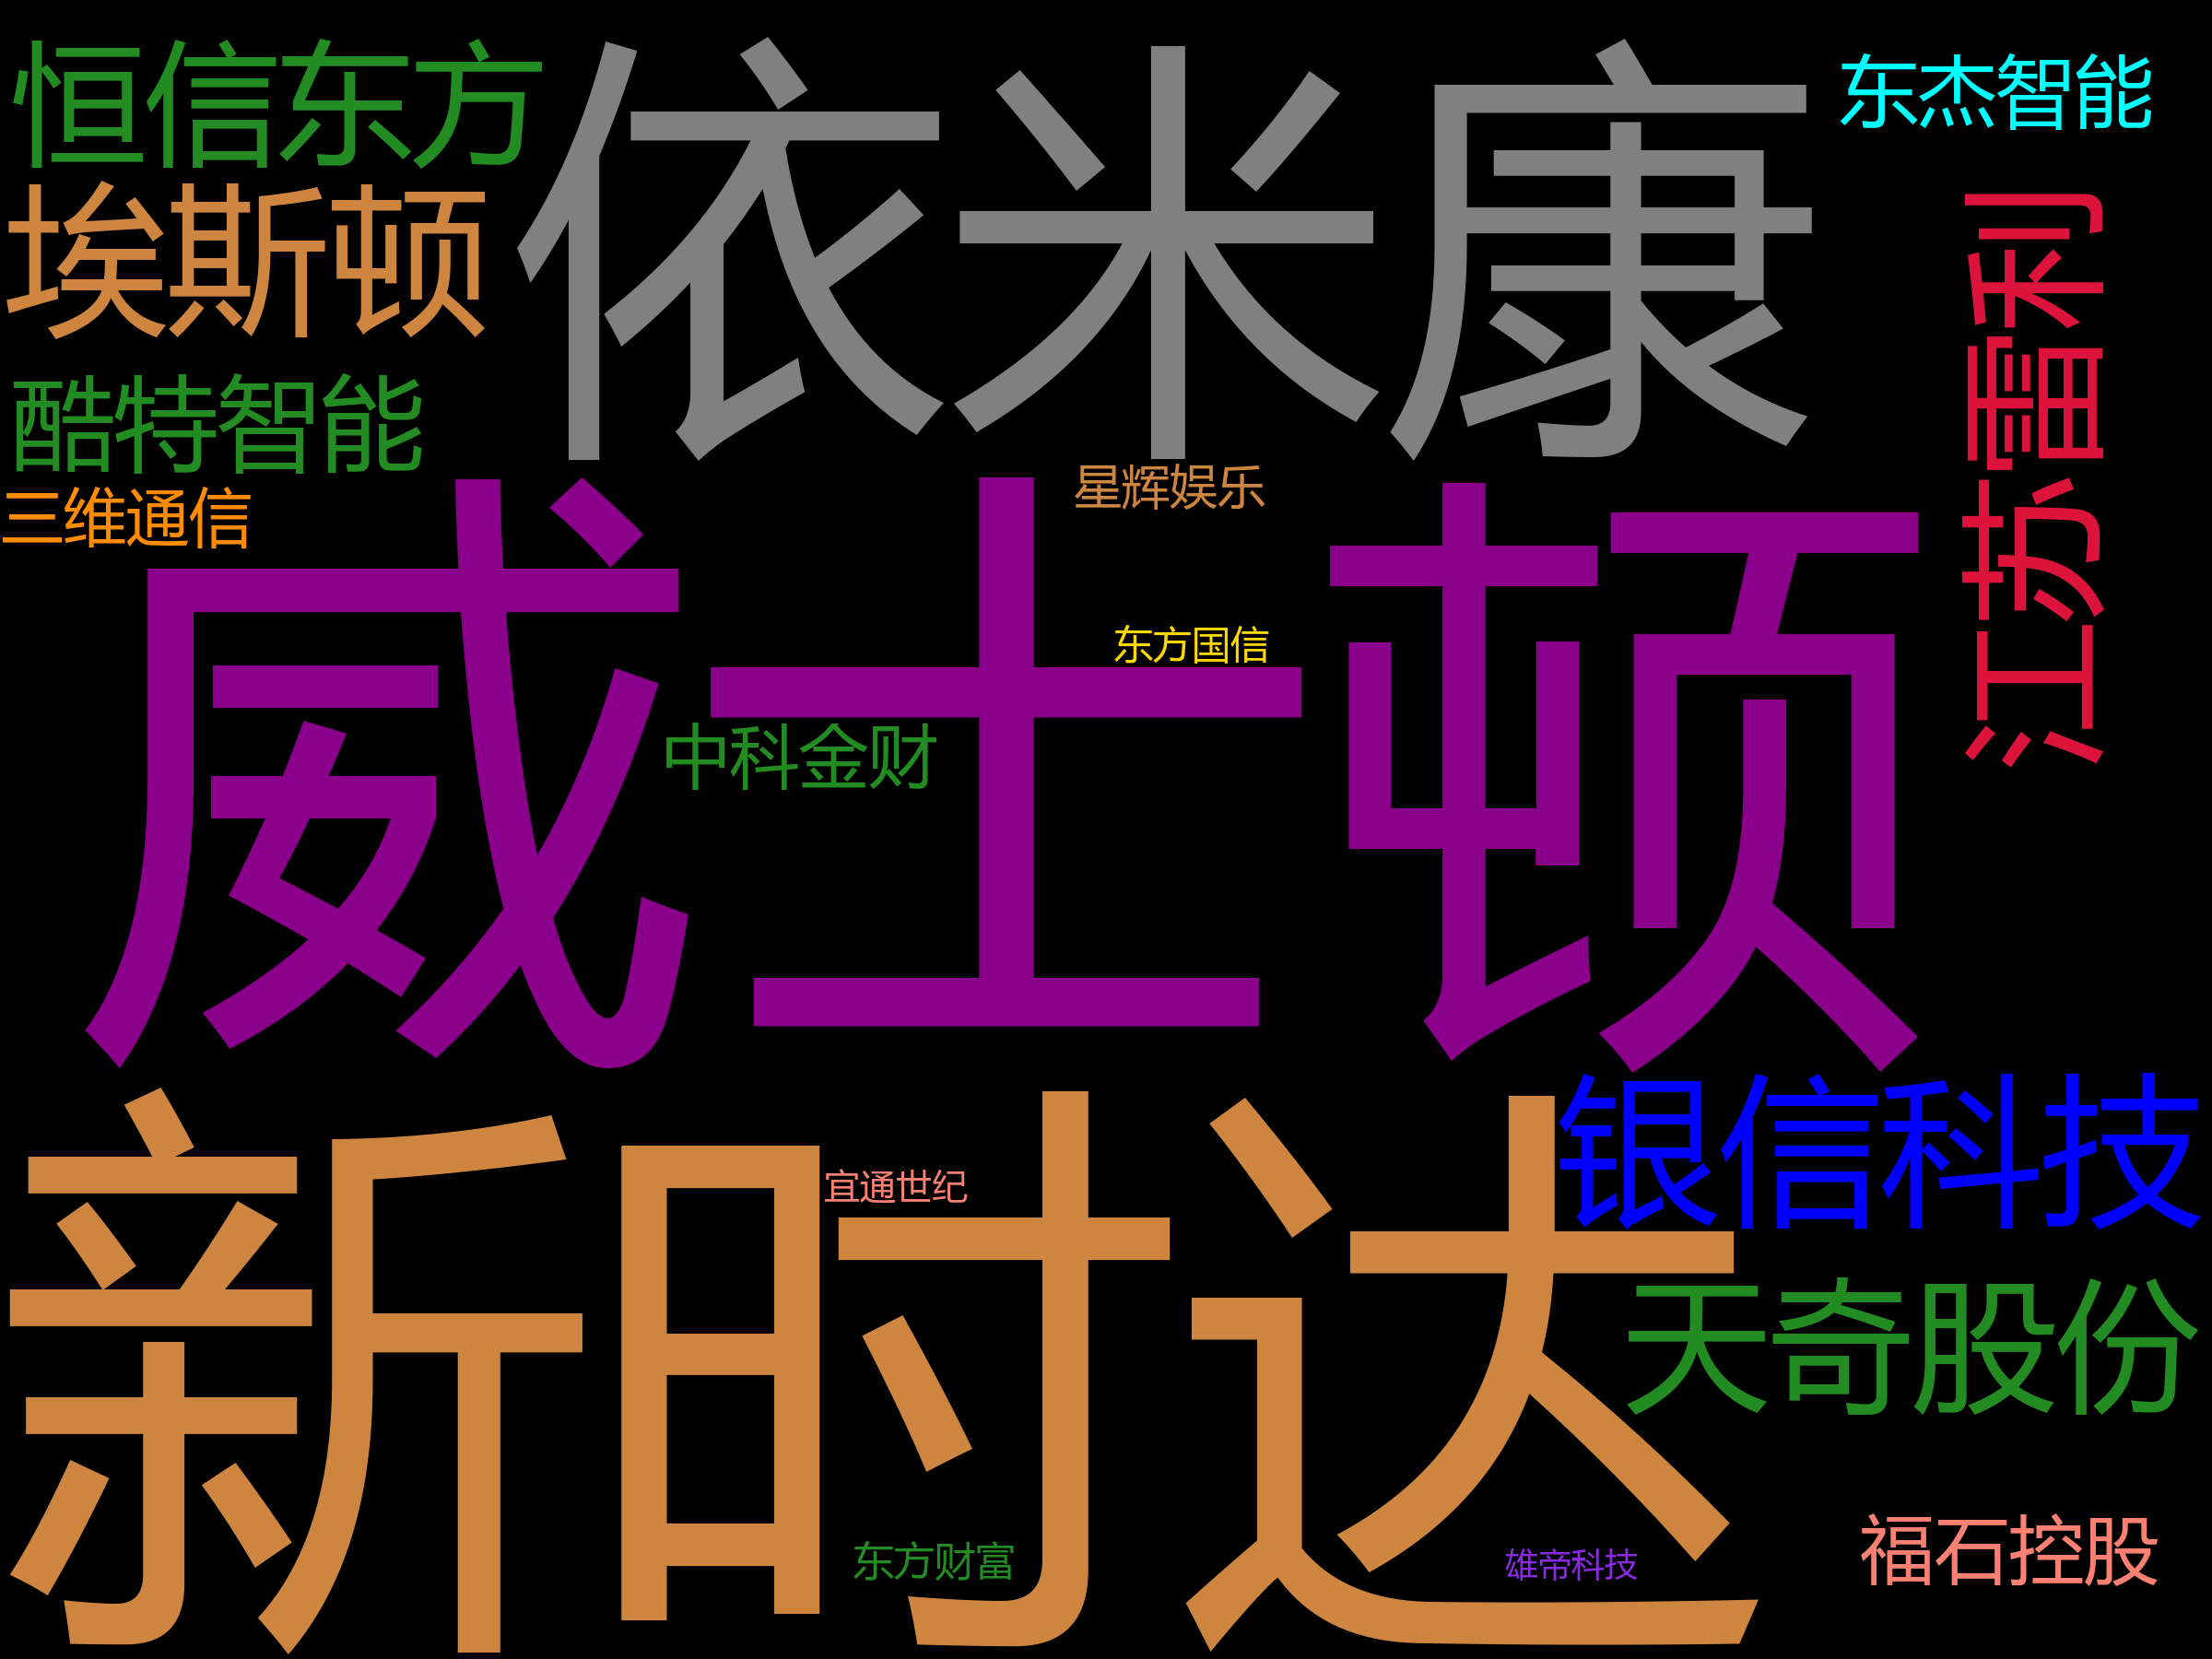 恒信东方
依米康
东杰智能
埃斯顿
江苏雷利
酷特智能
星辉娱乐
三维通信
威士顿
东方国信
中科金财
银信科技
新时达
宜通世纪
天奇股份
福石控股
东方财富
雄帝科技